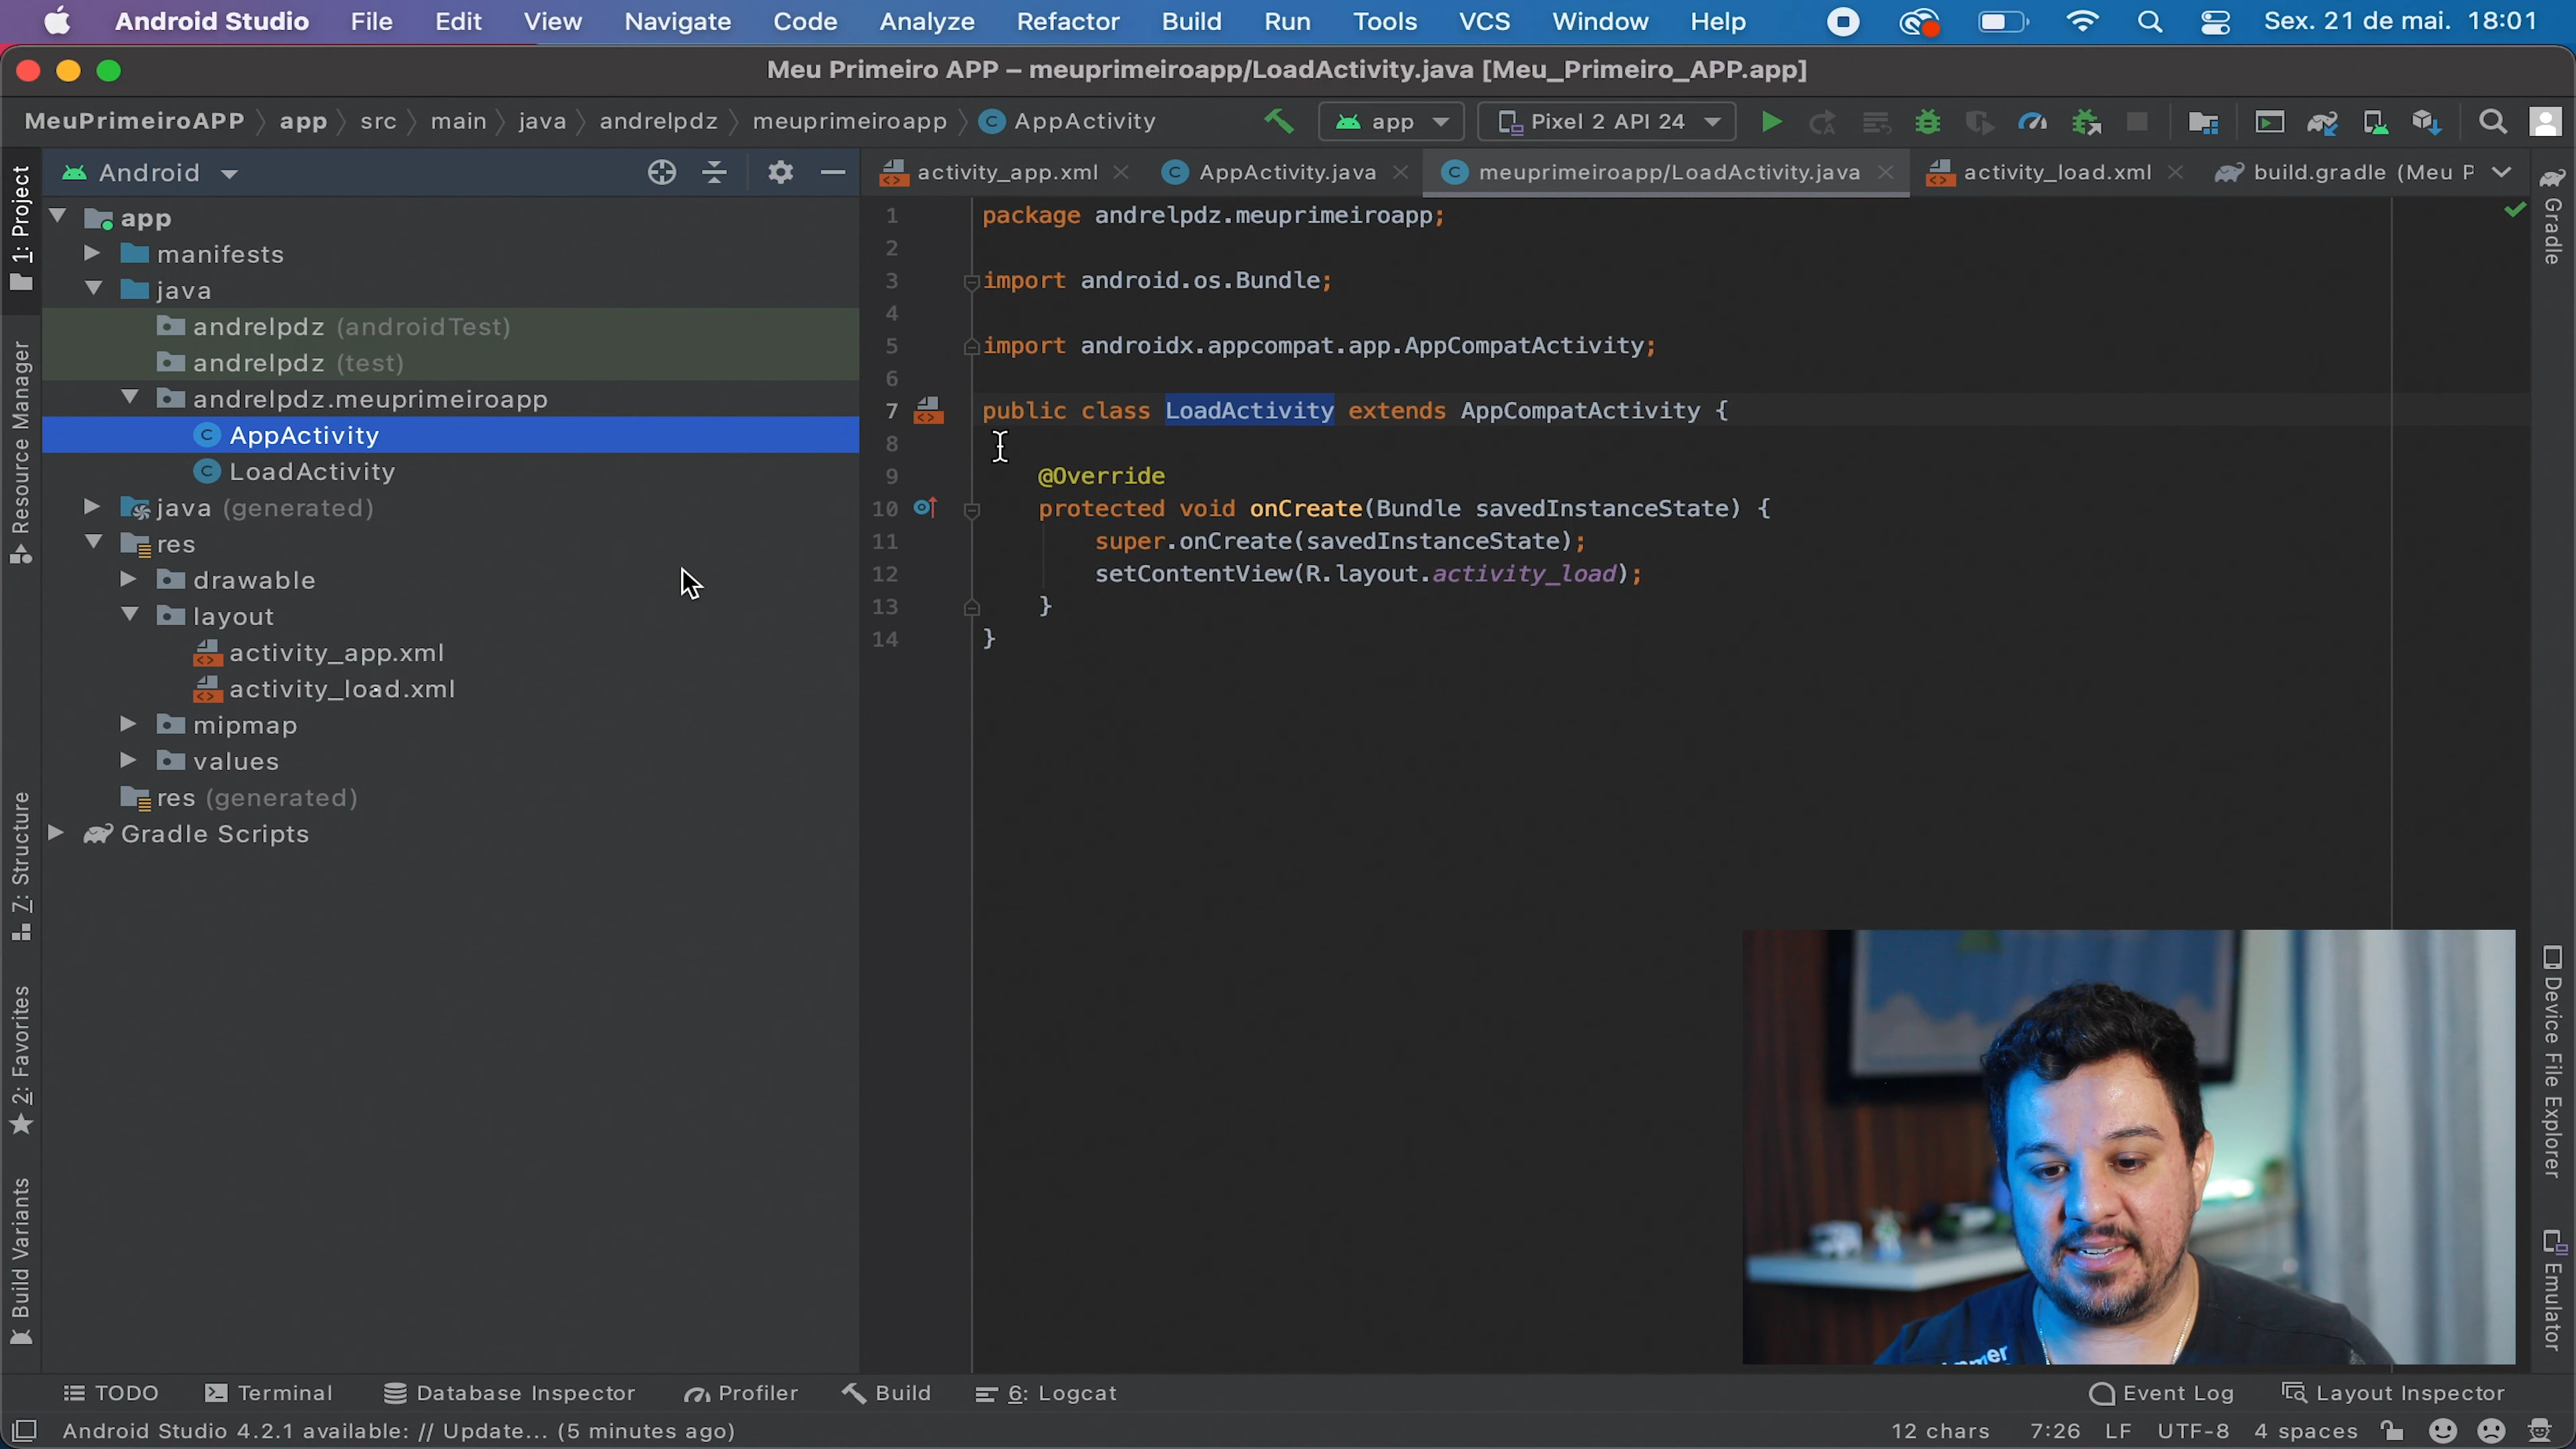 Android Studio File Edit View Navigate Code Analyze Refactor Build Run Tools VCS Window Help Sex. 21 de mai. 18:01
Meu Primeiro APP – meuprimeiroapp/LoadActivity.java [Meu_Primeiro_APP.app]
MeuPrimeiroAPP app src main java andrelpdz meuprimeiroapp AppActivity app Pixel 2 API 24
Android
activity_app.xml AppActivity.java meuprimeiroapp/LoadActivity.java activity_load.xml build.gradle (Meu P
1: Project
Resource Manager
7: Structure
2: Favorites
Build Variants
app
manifests
java
andrelpdz (androidTest)
andrelpdz (test)
andrelpdz.meuprimeiroapp
AppActivity
LoadActivity
java (generated)
res
drawable
layout
activity_app.xml
activity_load.xml
mipmap
values
res (generated)
Gradle Scripts
1 package andrelpdz.meuprimeiroapp;
2
3 import android.os.Bundle;
4
5 import androidx.appcompat.app.AppCompatActivity;
6
7 public class LoadActivity extends AppCompatActivity {
8
9 @Override
10 protected void onCreate(Bundle savedInstanceState) {
11 super.onCreate(savedInstanceState);
12 setContentView(R.layout.activity_load);
13 }
14 }
Gradle
Device File Explorer
Emulator
TODO Terminal Database Inspector Profiler Build 6: Logcat Event Log Layout Inspector
Android Studio 4.2.1 available: // Update... (5 minutes ago) 12 chars 7:26 LF UTF-8 4 spaces